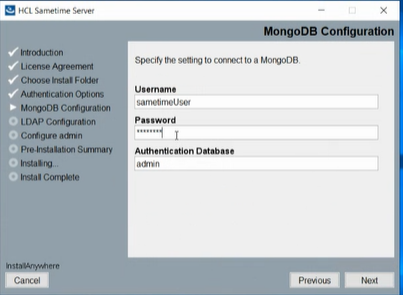 HCL Sametime Server
MongoDB Configuration
Introduction
License Agreement
Choose Install Folder
Authentication Options
MongoDB Configuration
LDAP Configuration
Configure admin
Pre-Installation Summary
Installing...
Install Complete
Specify the setting to connect to a MongoDB.
Username
sametimeUser
Password
********
Authentication Database
admin
InstallAnywhere
Cancel
Previous
Next